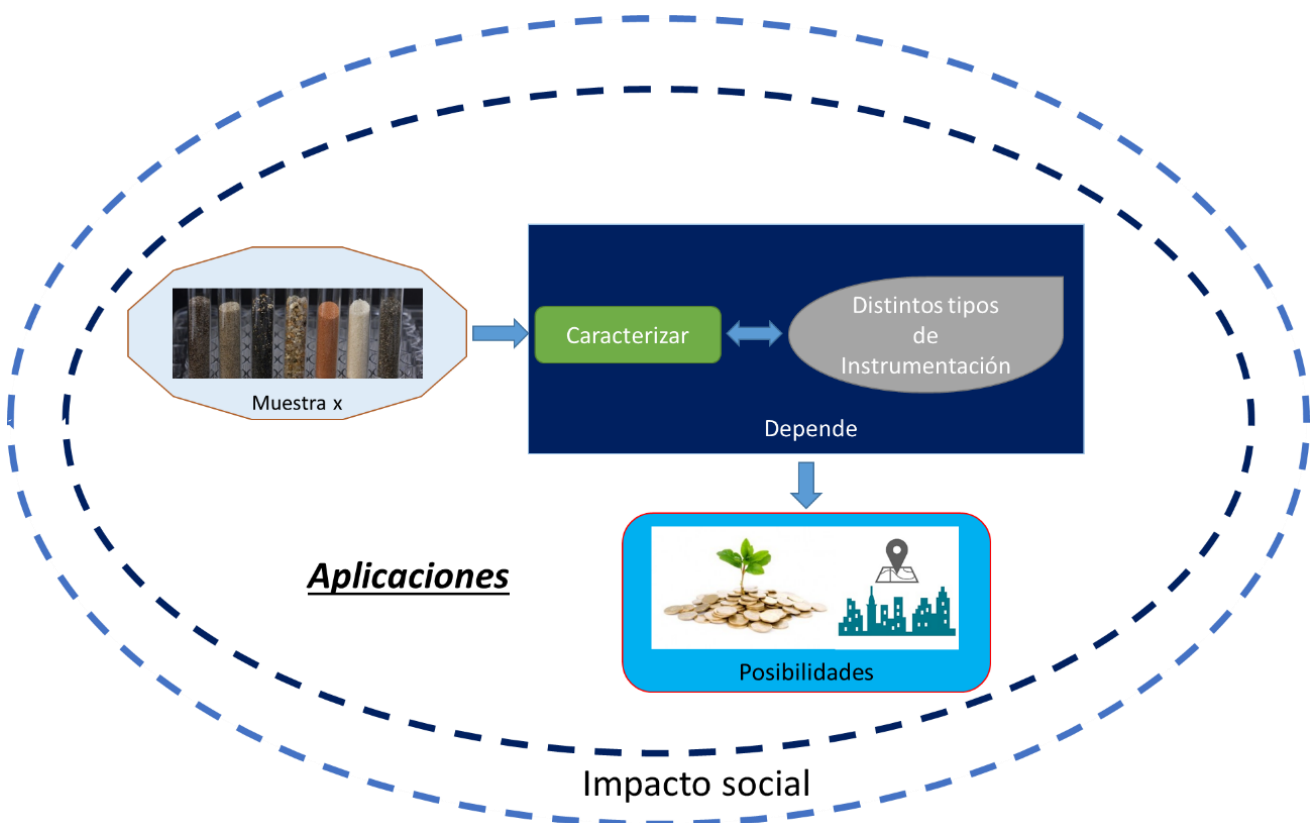 Muestra x
Caracterizar
Distintos tipos
de
Instrumentación
Depende
Aplicaciones
Posibilidades
Impacto social